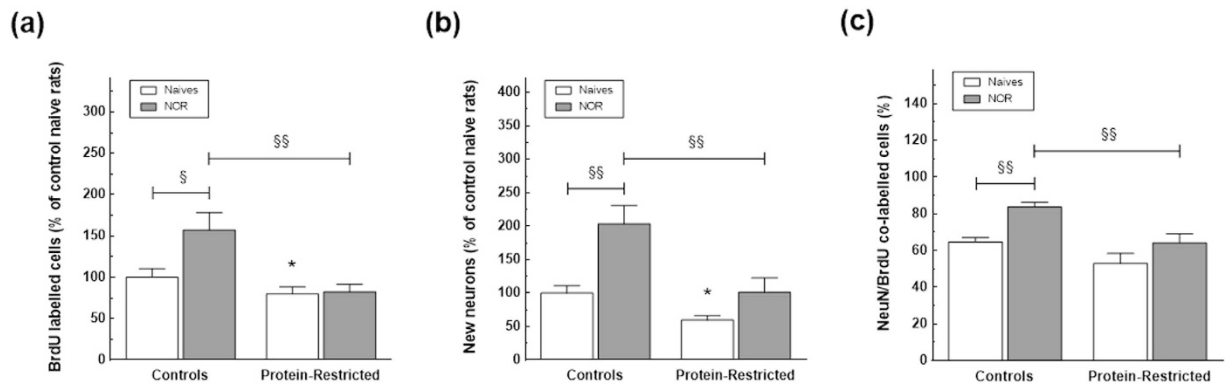 (a)
BrdU labelled cells (% of control naive rats)
350
300
250
200
150
100
50
0
Naives
NOR
§§
§
*
Controls
Protein-Restricted
(b)
New neurons (% of control naive rats)
400
350
300
250
200
150
100
50
0
Naives
NOR
§§
§§
*
Controls
Protein-Restricted
(c)
NeuN/BrdU co-labelled cells (%)
140
120
100
80
60
40
20
0
Naives
NOR
§§
§§
Controls
Protein-Restricted